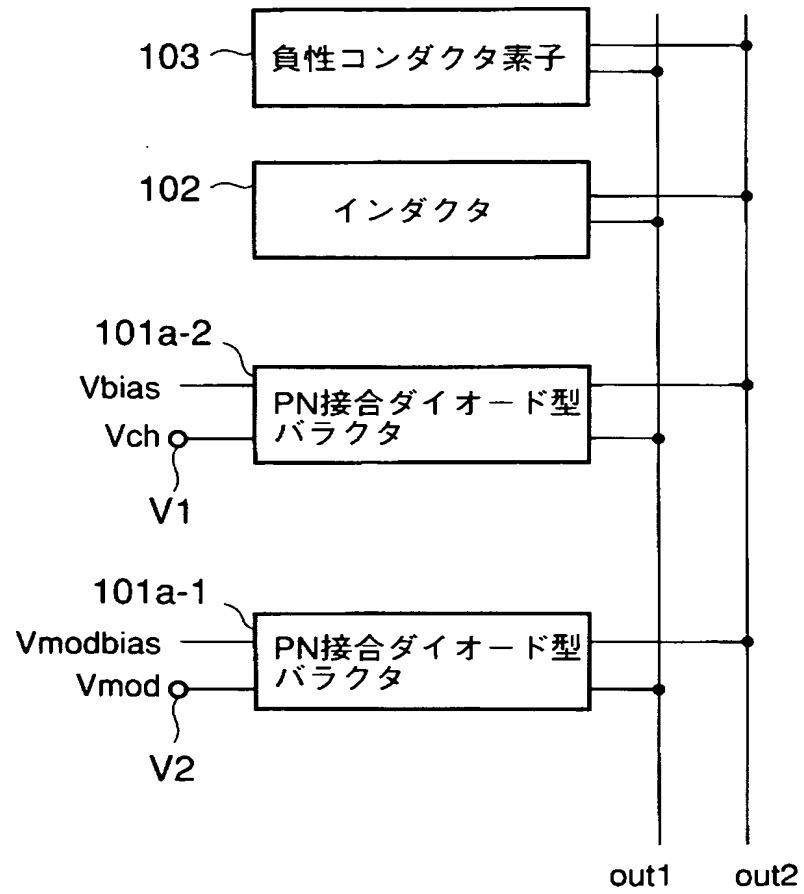 103
負性コンダクタ素子
102
インダクタ
101a-2
Vbias
Vch
PN接合ダイオード型
バラクタ
V1
101a-1
Vmodbias
Vmod
PN接合ダイオード型
バラクタ
V2
out1
out2